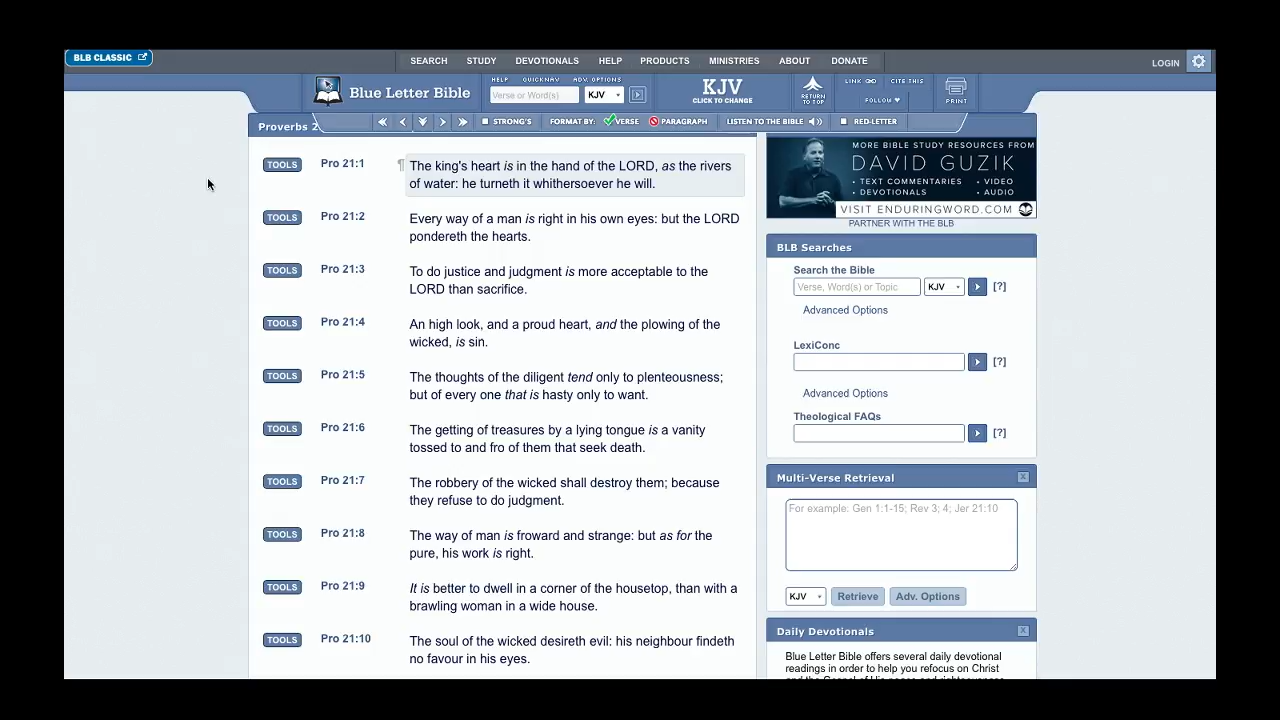 BLB CLASSIC
SEARCH STUDY DEVOTIONALS HELP PRODUCTS MINISTRIES ABOUT DONATE
LOGIN
Blue Letter Bible
HELP QUICKNAV ADV. OPTIONS
Verse or Word(s) KJV
KJV
CLICK TO CHANGE
RETURN
TO TOP
LINK CITE THIS
FOLLOW
PRINT
Proverbs 2
STRONG'S FORMAT BY: VERSE PARAGRAPH LISTEN TO THE BIBLE RED-LETTER
TOOLS Pro 21:1 ¶ The king's heart is in the hand of the LORD, as the rivers
of water: he turneth it whithersoever he will.
TOOLS Pro 21:2 Every way of a man is right in his own eyes: but the LORD
pondereth the hearts.
TOOLS Pro 21:3 To do justice and judgment is more acceptable to the
LORD than sacrifice.
TOOLS Pro 21:4 An high look, and a proud heart, and the plowing of the
wicked, is sin.
TOOLS Pro 21:5 The thoughts of the diligent tend only to plenteousness;
but of every one that is hasty only to want.
TOOLS Pro 21:6 The getting of treasures by a lying tongue is a vanity
tossed to and fro of them that seek death.
TOOLS Pro 21:7 The robbery of the wicked shall destroy them; because
they refuse to do judgment.
TOOLS Pro 21:8 The way of man is froward and strange: but as for the
pure, his work is right.
TOOLS Pro 21:9 It is better to dwell in a corner of the housetop, than with a
brawling woman in a wide house.
TOOLS Pro 21:10 The soul of the wicked desireth evil: his neighbour findeth
no favour in his eyes.
MORE BIBLE STUDY RESOURCES FROM
DAVID GUZIK
• TEXT COMMENTARIES • VIDEO
• DEVOTIONALS • AUDIO
VISIT ENDURINGWORD.COM
PARTNER WITH THE BLB
BLB Searches
Search the Bible
Verse, Word(s) or Topic KJV [?]
Advanced Options
LexiConc
[?]
Advanced Options
Theological FAQs
[?]
Multi-Verse Retrieval x
For example: Gen 1:1-15; Rev 3; 4; Jer 21:10
KJV Retrieve Adv. Options
Daily Devotionals x
Blue Letter Bible offers several daily devotional
readings in order to help you refocus on Christ